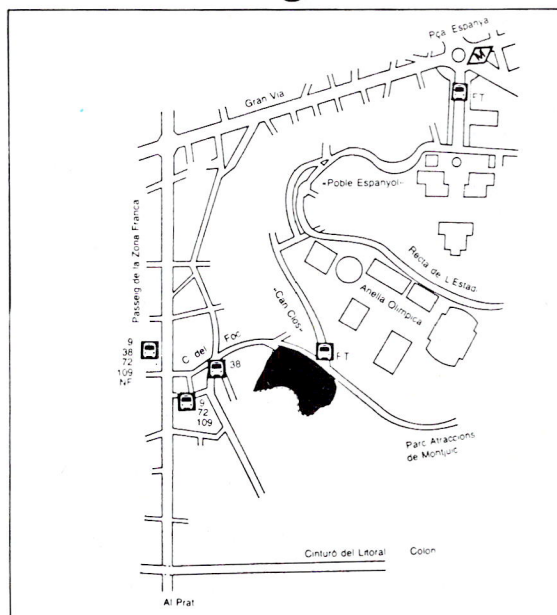 Pça Espanya
M
FT
Gran Via
«Poble Espanyol»
Passeig de la Zona Franca
Recta de L'Estad.
Anella Olímpica
«Can Clos»
9
38
72
109
NF
C. del Foc
38
FT
9
72
109
Parc Atraccions
de Montjuïc
Cinturó del Litoral Colon
Al Prat